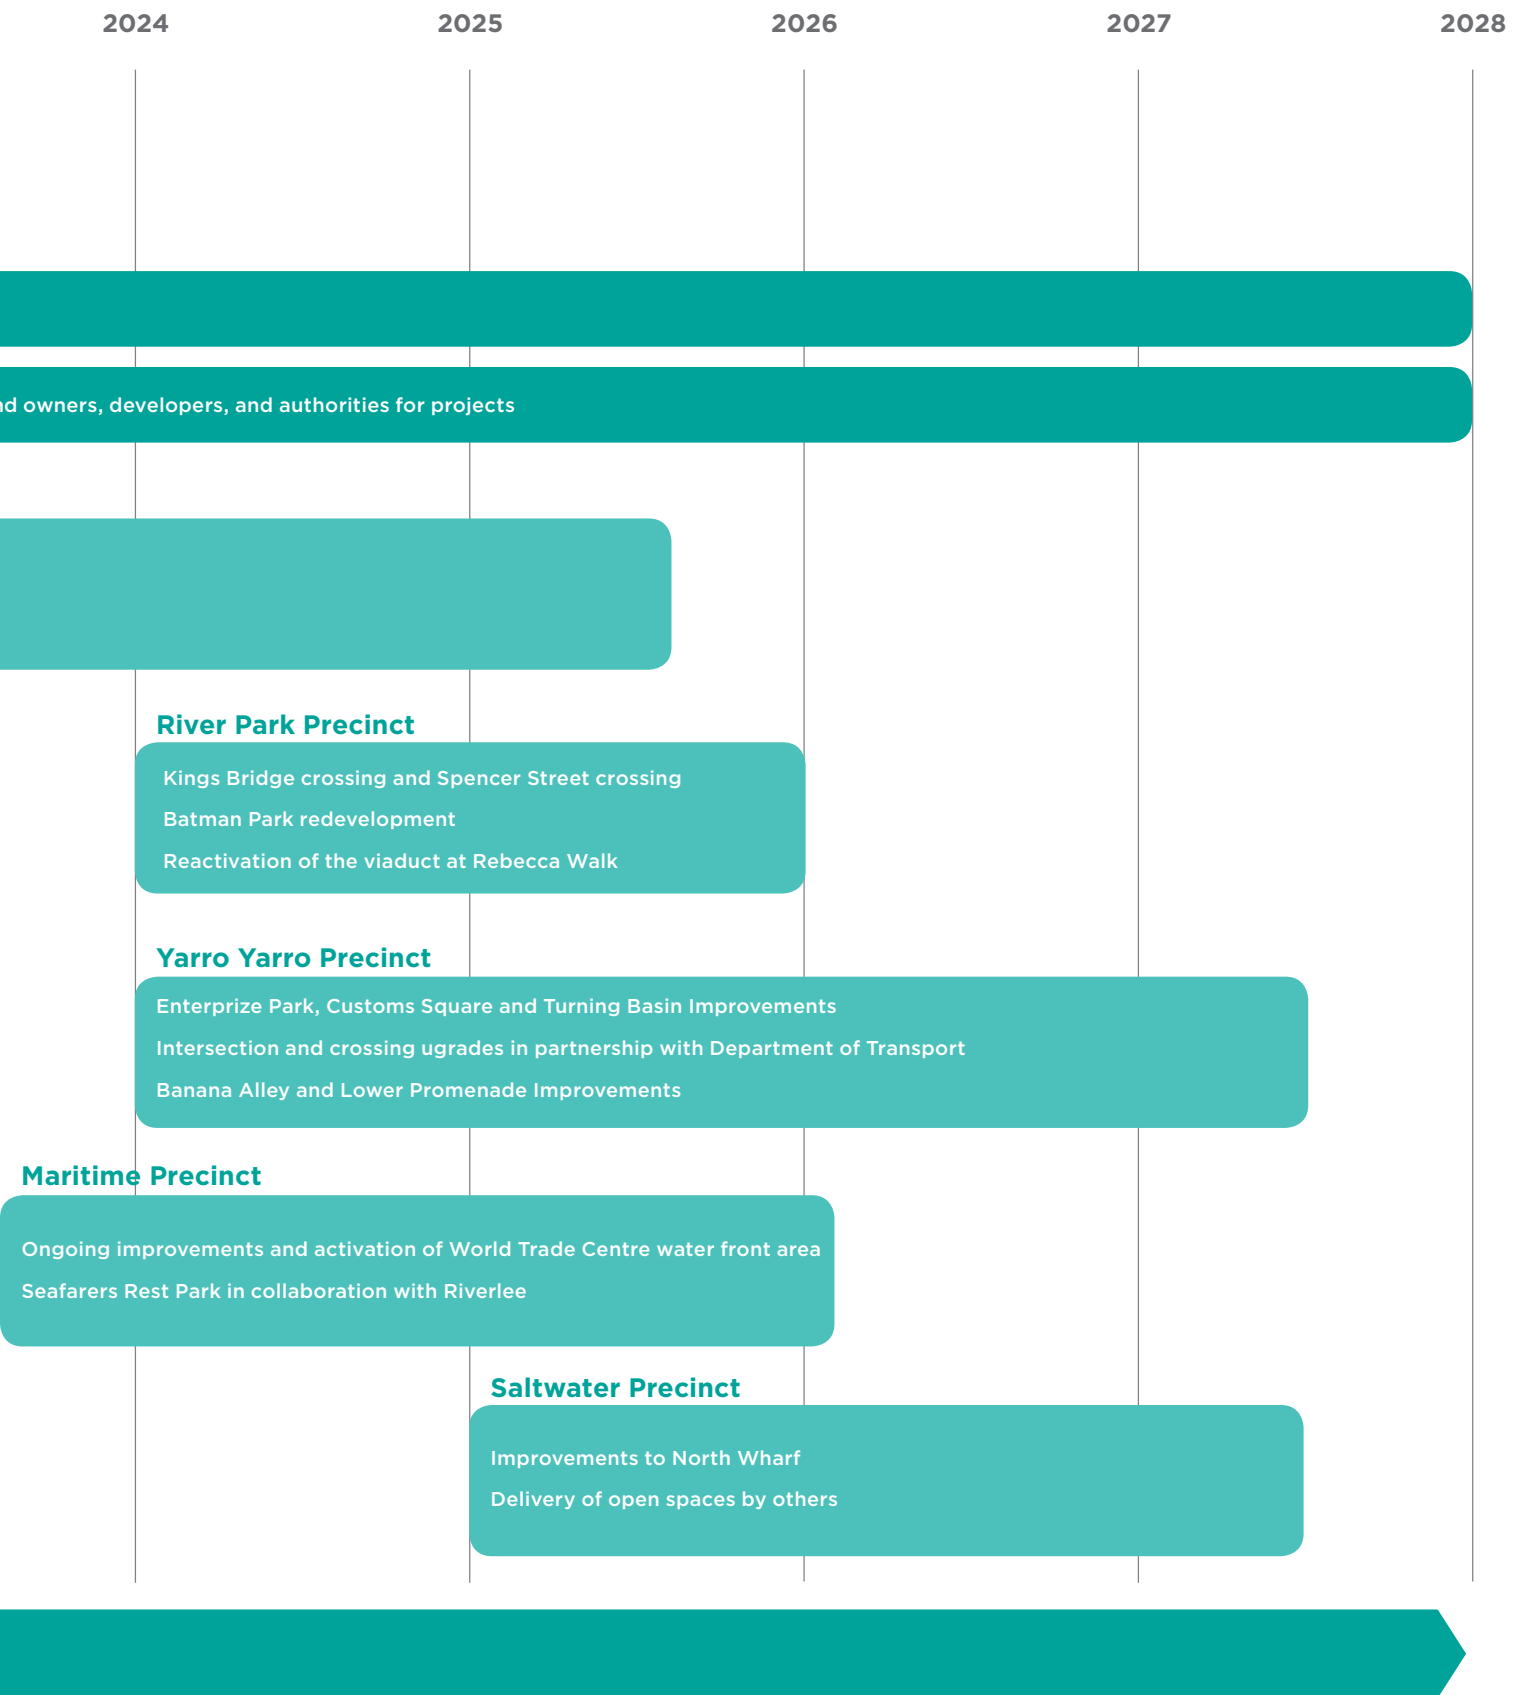 2024 2025 2026 2027 2028
owners, developers, and authorities for projects
River Park Precinct
Kings Bridge crossing and Spencer Street crossing
Batman Park redevelopment
Reactivation of the viaduct at Rebecca Walk
Yarro Yarro Precinct
Enterprize Park, Customs Square and Turning Basin Improvements
Intersection and crossing ugrades in partnership with Department of Transport
Banana Alley and Lower Promenade Improvements
Maritime Precinct
Ongoing improvements and activation of World Trade Centre water front area
Seafarers Rest Park in collaboration with Riverlee
Saltwater Precinct
Improvements to North Wharf
Delivery of open spaces by others